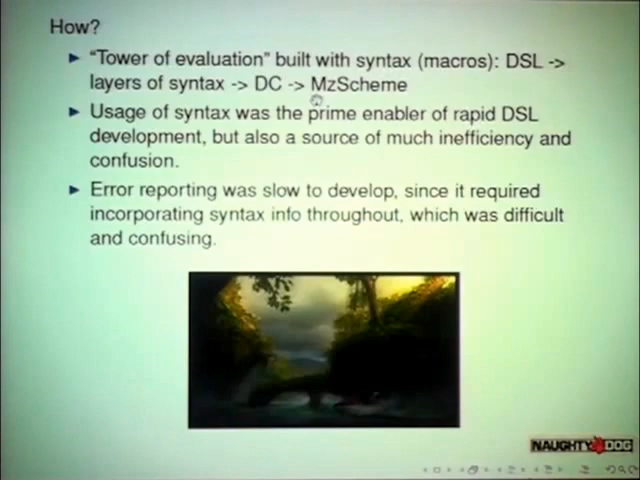 How?
"Tower of evaluation" built with syntax (macros): DSL ->
layers of syntax -> DC -> MzScheme
Usage of syntax was the prime enabler of rapid DSL
development, but also a source of much inefficiency and
confusion.
Error reporting was slow to develop, since it required
incorporating syntax info throughout, which was difficult
and confusing.
NAUGHTY DOG